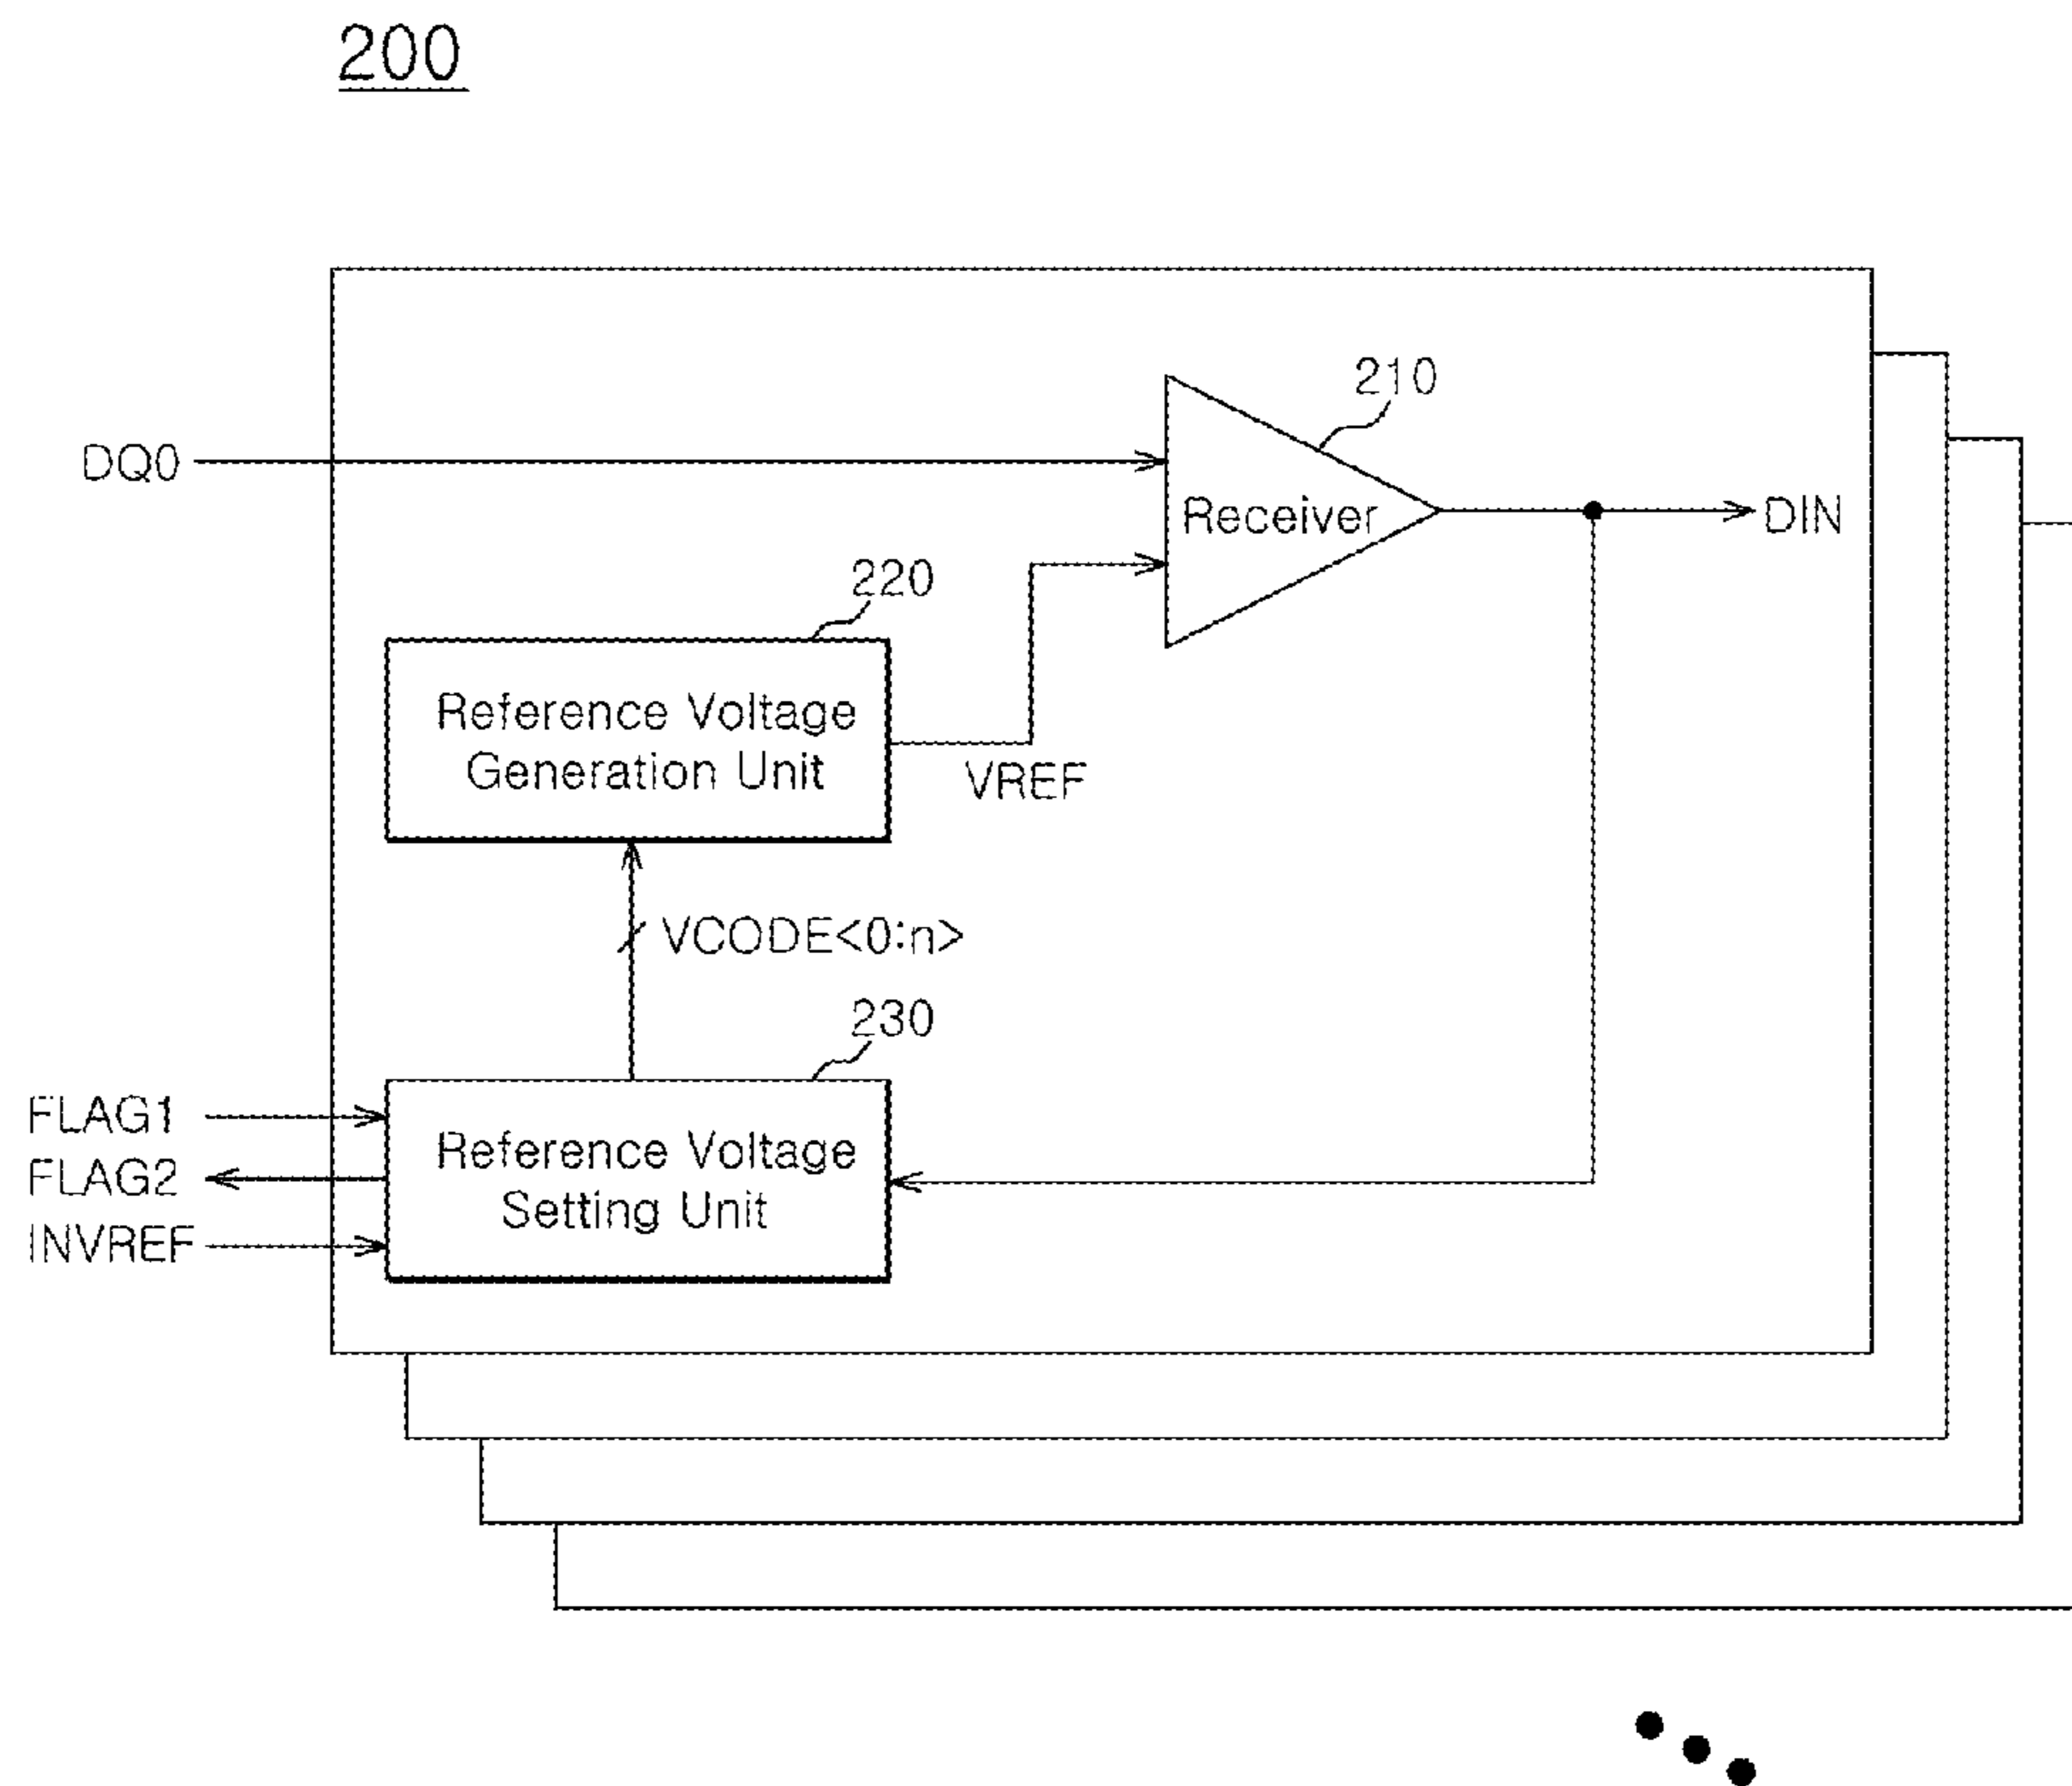 200
210
DQ0
Receiver
DIN
220
Reference Voltage
Generation Unit
VREF
VCODE<0:n>
230
FLAG1
FLAG2
INVREF
Reference Voltage
Setting Unit